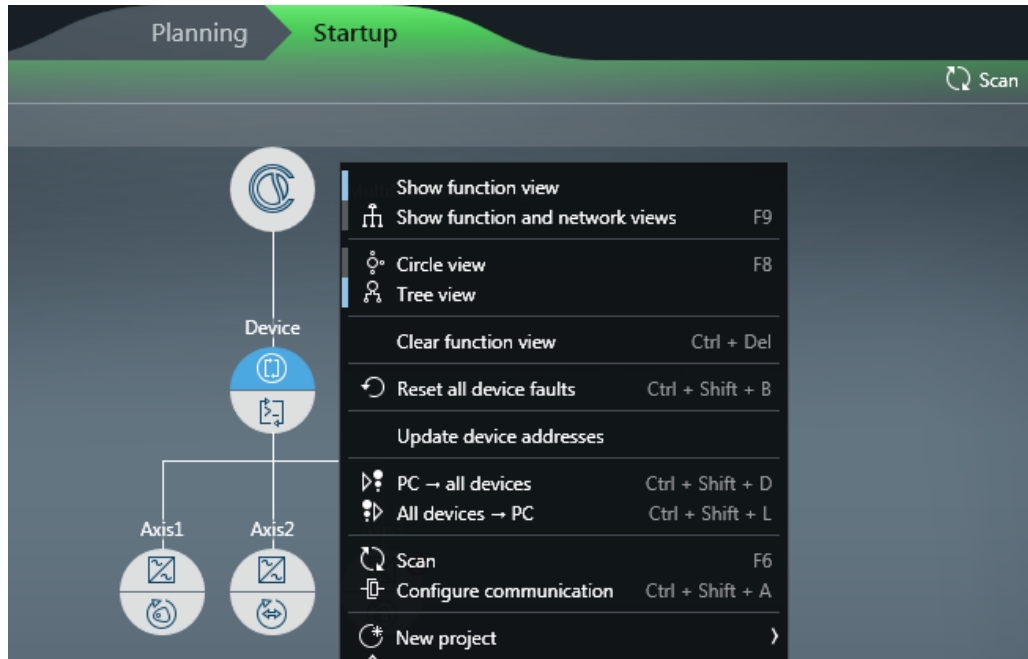 Planning
Startup
Scan
Show function view
Show function and network views F9
Circle view F8
Tree view
Device
Clear function view Ctrl + Del
Reset all device faults Ctrl + Shift + B
Update device addresses
PC → all devices Ctrl + Shift + D
All devices → PC Ctrl + Shift + L
Axis1
Axis2
Scan F6
Configure communication Ctrl + Shift + A
New project